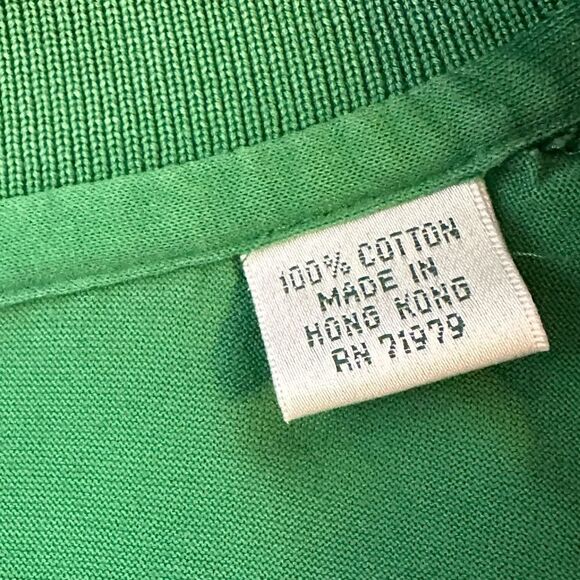 100% COTTON
MADE IN
HONG KONG
RN 71979